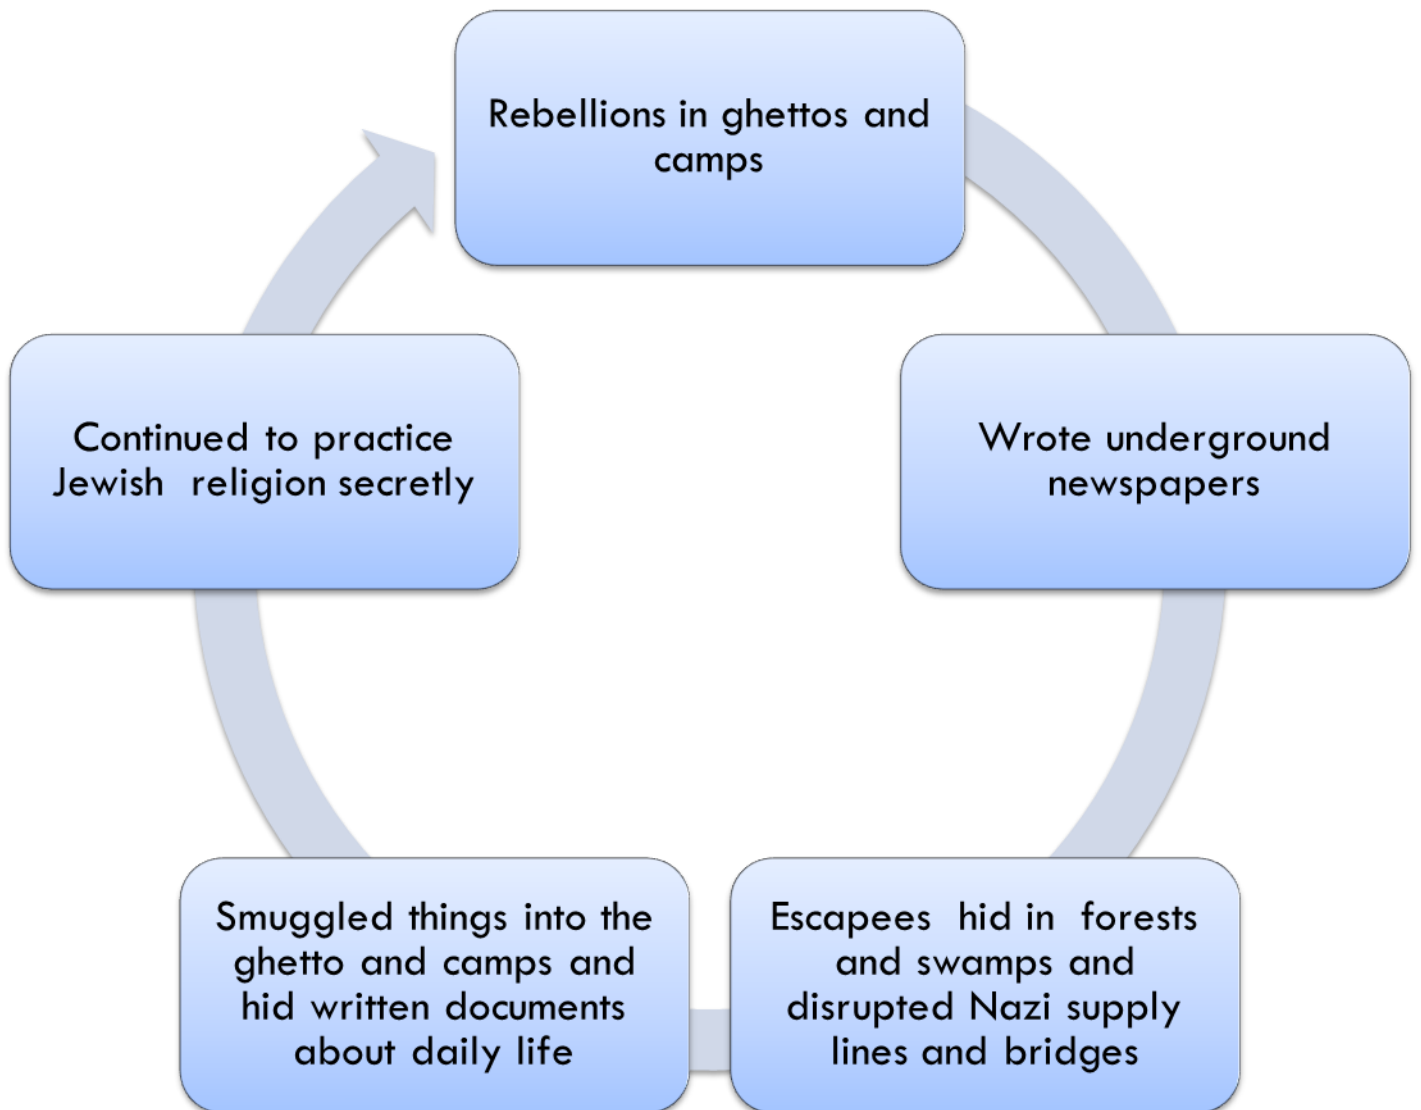 Rebellions in ghettos and
camps
Wrote underground
newspapers
Escapees hid in forests
and swamps and
disrupted Nazi supply
lines and bridges
Smuggled things into the
ghetto and camps and
hid written documents
about daily life
Continued to practice
Jewish religion secretly